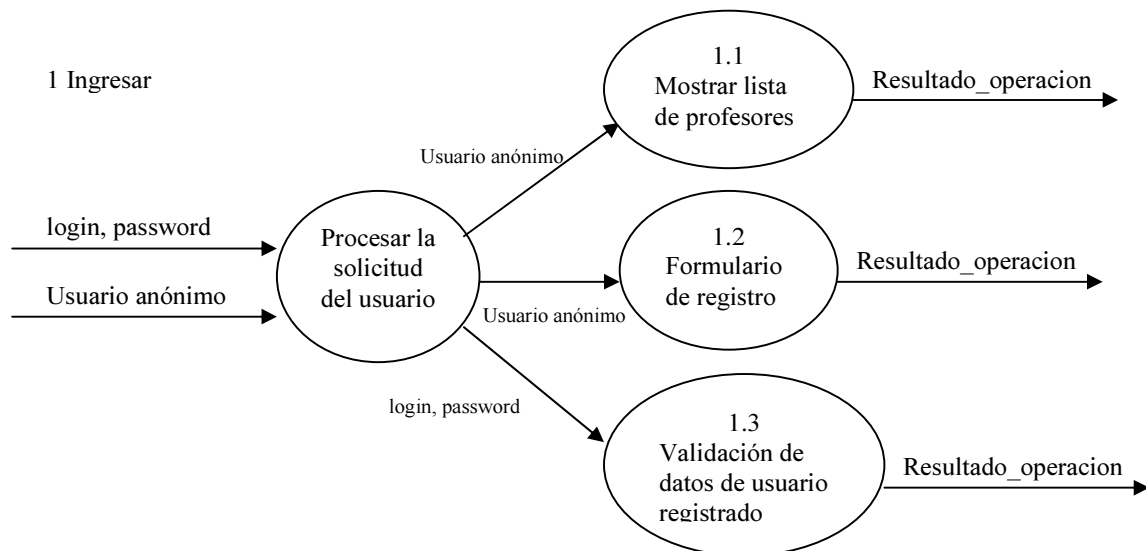 1 Ingresar
1.1
Mostrar lista
de profesores
Resultado_operacion
Usuario anónimo
login, password
Usuario anónimo
Procesar la
solicitud
del usuario
1.2
Formulario
de registro
Resultado_operacion
Usuario anónimo
login, password
1.3
Validación de
datos de usuario
registrado
Resultado_operacion